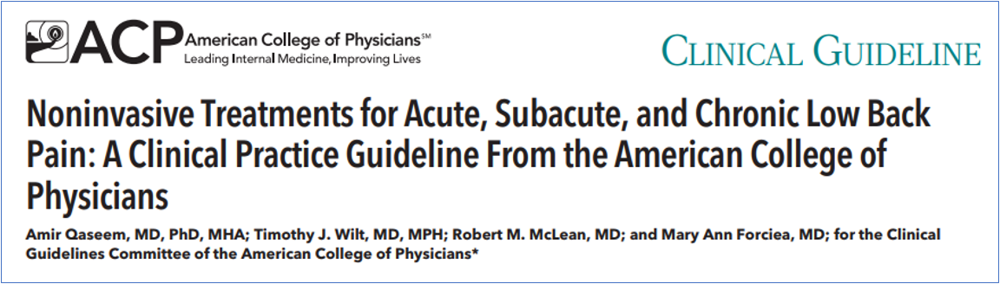 ACP American College of Physicians℠
Leading Internal Medicine, Improving Lives
CLINICAL GUIDELINE
Noninvasive Treatments for Acute, Subacute, and Chronic Low Back
Pain: A Clinical Practice Guideline From the American College of
Physicians
Amir Qaseem, MD, PhD, MHA; Timothy J. Wilt, MD, MPH; Robert M. McLean, MD; and Mary Ann Forciea, MD; for the Clinical
Guidelines Committee of the American College of Physicians*